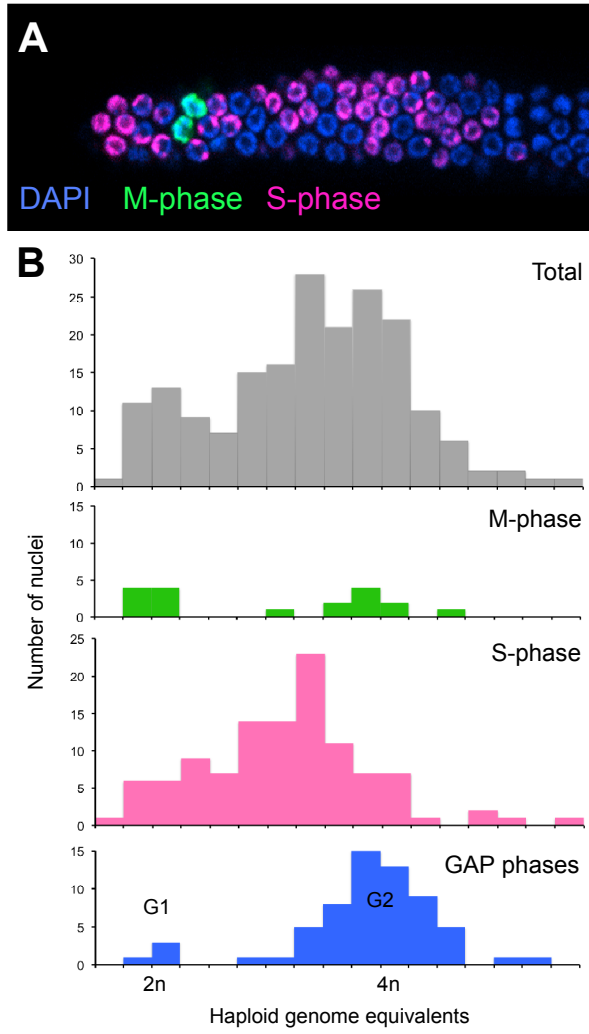 A
DAPI M-phase S-phase
B
Total
30
25
20
15
10
5
0
M-phase
15
10
5
0
Number of nuclei
S-phase
25
20
15
10
5
0
GAP phases
15
10
5
0
G1
G2
2n 4n
Haploid genome equivalents